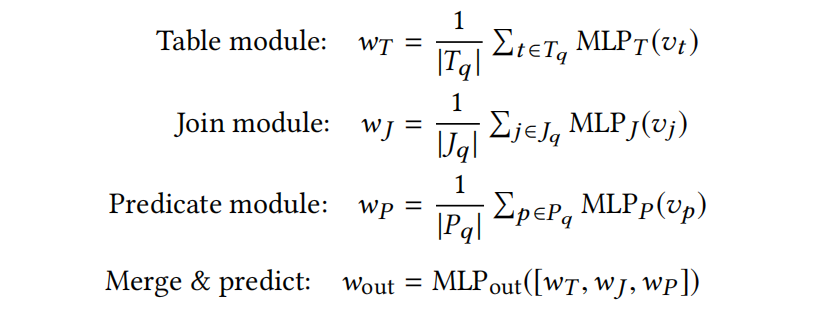 Table module: w_T = 1/|T_q| ∑_{t∈T_q} MLP_T(v_t)
Join module: w_J = 1/|J_q| ∑_{j∈J_q} MLP_J(v_j)
Predicate module: w_P = 1/|P_q| ∑_{p∈P_q} MLP_P(v_p)
Merge & predict: w_out = MLP_out([w_T, w_J, w_P])